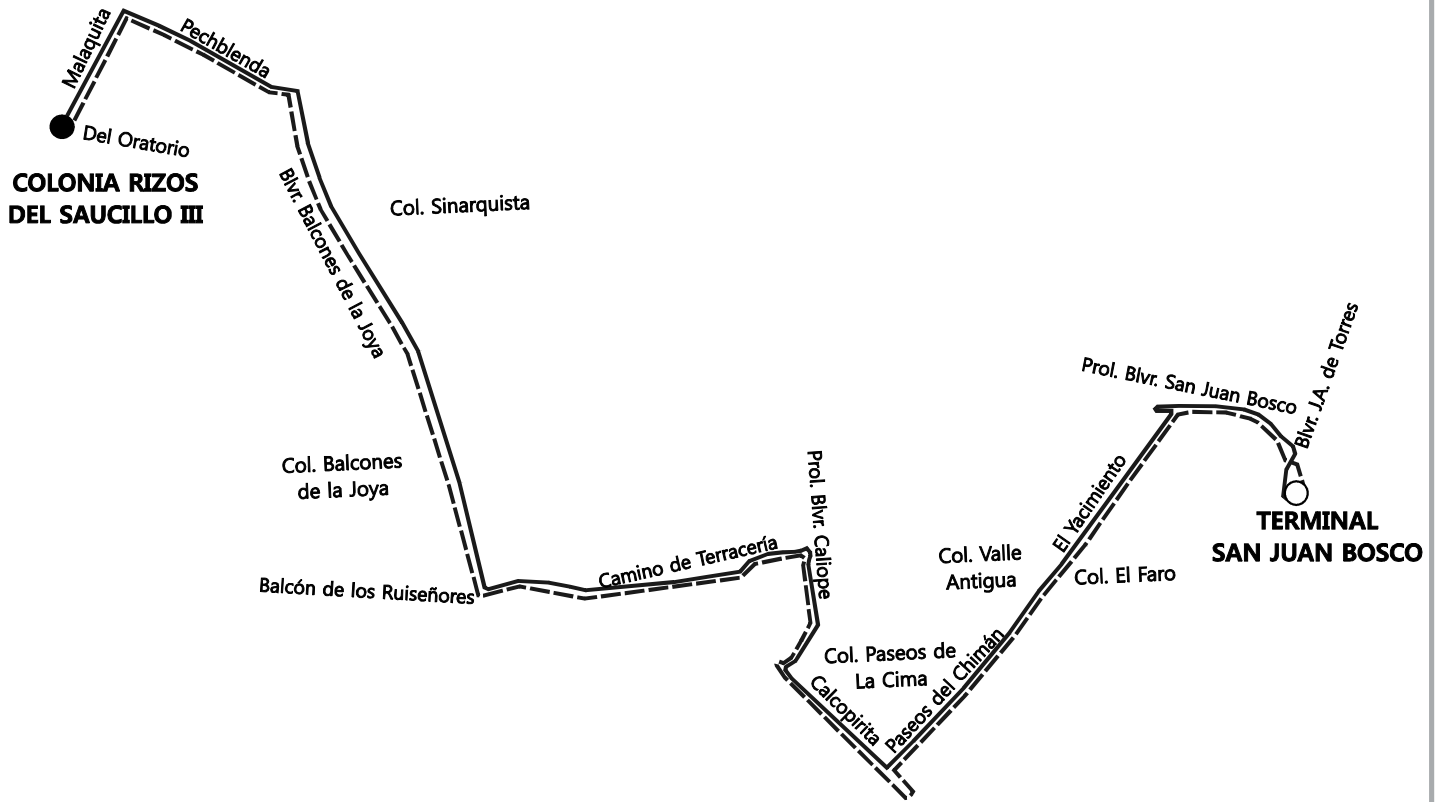 Malaquita
Pechblenda
Del Oratorio
COLONIA RIZOS
DEL SAUCILLO III
Blvr. Balcones de la Joya
Col. Sinarquista
Prol. Blvr. San Juan Bosco
Blvr. J.A. de Torres
Col. Balcones
de la Joya
Prol. Blvr. Caliope
El Yacimiento
TERMINAL
SAN JUAN BOSCO
Balcón de los Ruiseñores
Camino de Terracería
Col. Valle
Antigua
Col. El Faro
Col. Paseos de
La Cima
Calcopirita
Paseos del Chimán